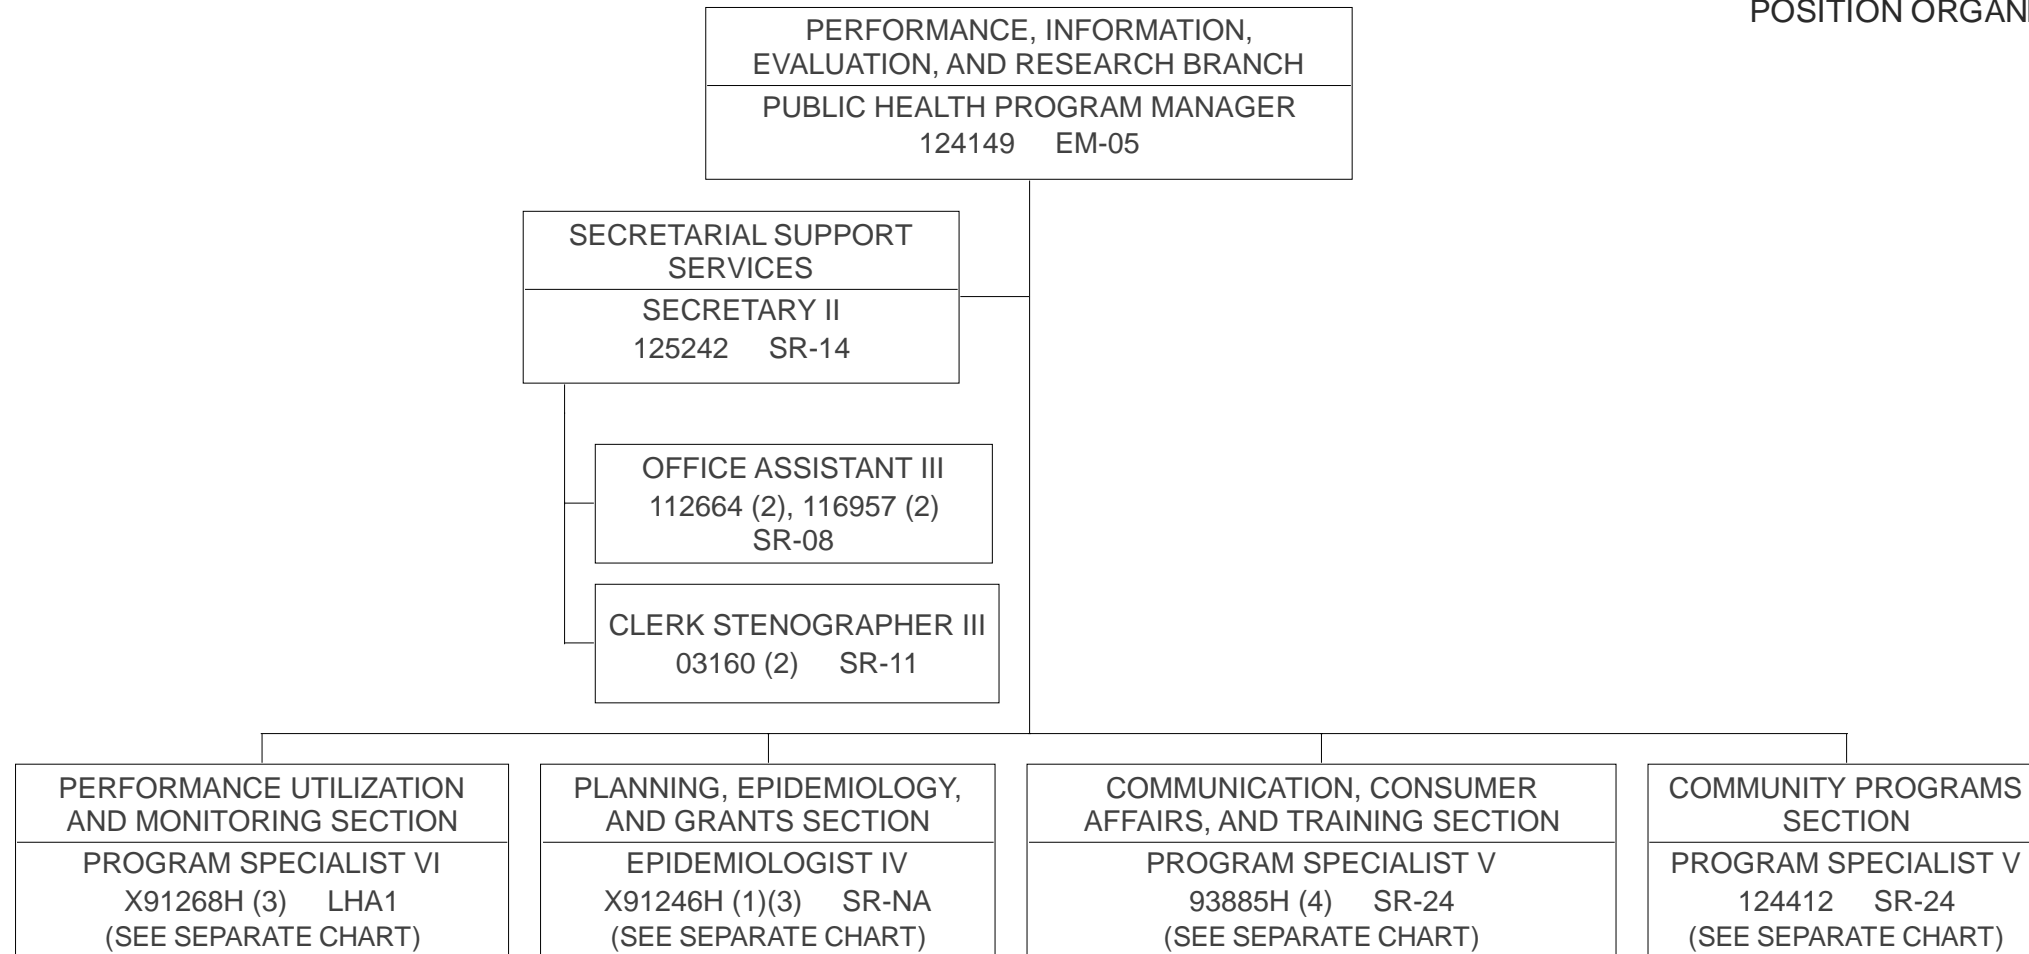 POSITION ORGAN
PERFORMANCE, INFORMATION,
EVALUATION, AND RESEARCH BRANCH
PUBLIC HEALTH PROGRAM MANAGER
124149 EM-05
SECRETARIAL SUPPORT
SERVICES
SECRETARY II
125242 SR-14
OFFICE ASSISTANT III
112664 (2), 116957 (2)
SR-08
CLERK STENOGRAPHER III
03160 (2) SR-11
PERFORMANCE UTILIZATION
AND MONITORING SECTION
PROGRAM SPECIALIST VI
X91268H (3) LHA1
(SEE SEPARATE CHART)
PLANNING, EPIDEMIOLOGY,
AND GRANTS SECTION
EPIDEMIOLOGIST IV
X91246H (1)(3) SR-NA
(SEE SEPARATE CHART)
COMMUNICATION, CONSUMER
AFFAIRS, AND TRAINING SECTION
PROGRAM SPECIALIST V
93885H (4) SR-24
(SEE SEPARATE CHART)
COMMUNITY PROGRAMS
SECTION
PROGRAM SPECIALIST V
124412 SR-24
(SEE SEPARATE CHART)